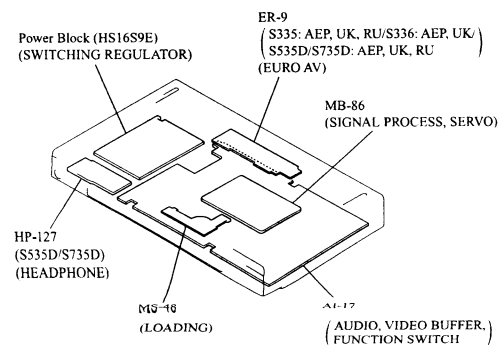 ER-9
S335: AEP, UK, RU/S336: AEP, UK/
S535D/S735D: AEP, UK, RU
(EURO AV)
Power Block (HS16S9E)
(SWITCHING REGULATOR)
MB-86
(SIGNAL PROCESS, SERVO)
HP-127
(S535D/S735D)
(HEADPHONE)
(LOADING)
(AUDIO, VIDEO BUFFER,
FUNCTION SWITCH)